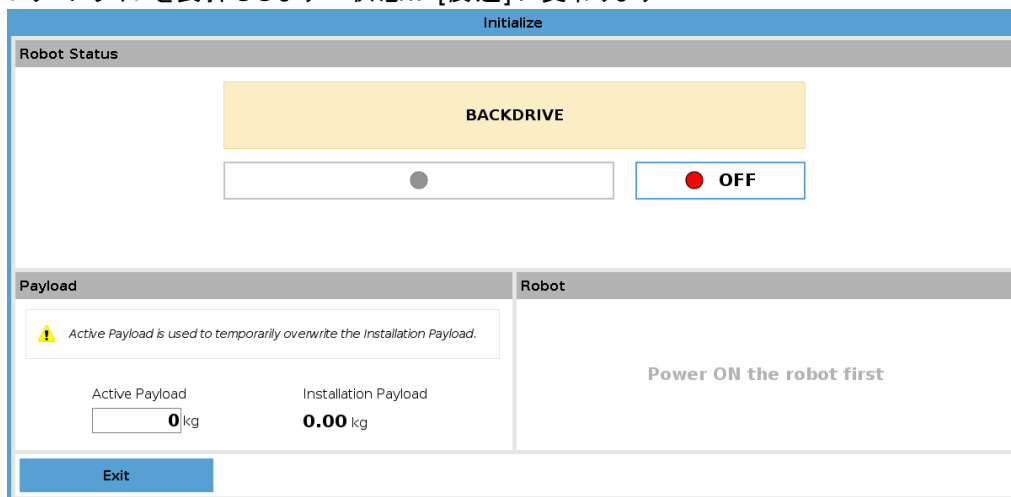 Initialize
Robot Status
BACKDRIVE
OFF
Payload
Robot
Active Payload is used to temporarily overwrite the Installation Payload.
Power ON the robot first
Active Payload
Installation Payload
0 kg
0.00 kg
Exit